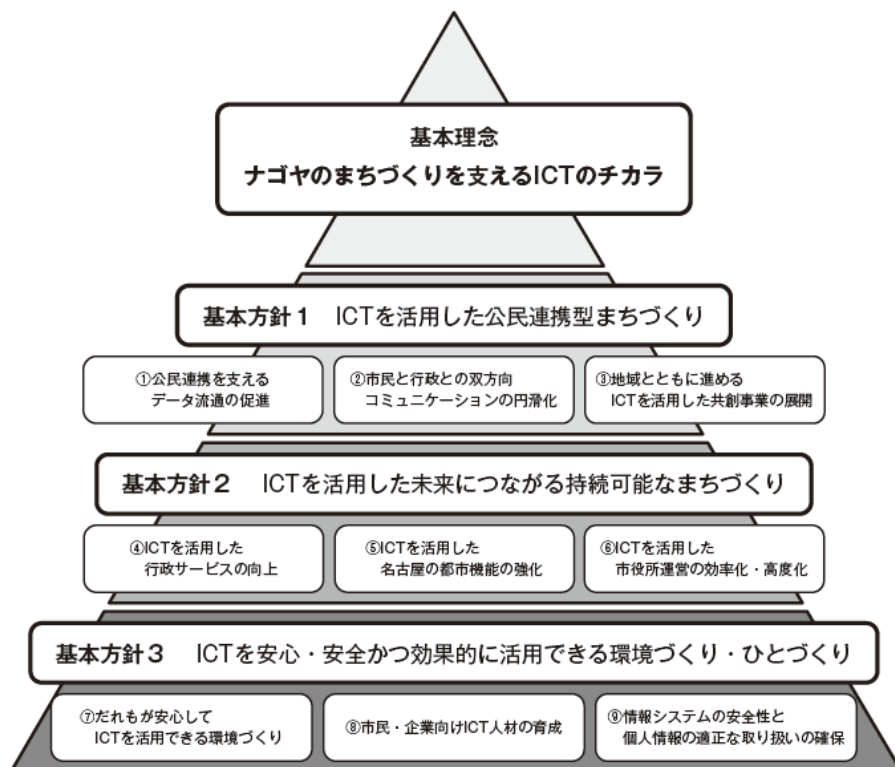 基本理念
ナゴヤのまちづくりを支えるICTのチカラ
基本方針1 ICTを活用した公民連携型まちづくり
①公民連携を支える
データ流通の促進
②市民と行政との双方向
コミュニケーションの円滑化
③地域とともに進める
ICTを活用した共創事業の展開
基本方針2 ICTを活用した未来につながる持続可能なまちづくり
④ICTを活用した
行政サービスの向上
⑤ICTを活用した
名古屋の都市機能の強化
⑥ICTを活用した
市役所運営の効率化・高度化
基本方針3 ICTを安心・安全かつ効果的に活用できる環境づくり・ひとづくり
⑦だれもが安心して
ICTを活用できる環境づくり
⑧市民・企業向けICT人材の育成
⑨情報システムの安全性と
個人情報の適正な取り扱いの確保